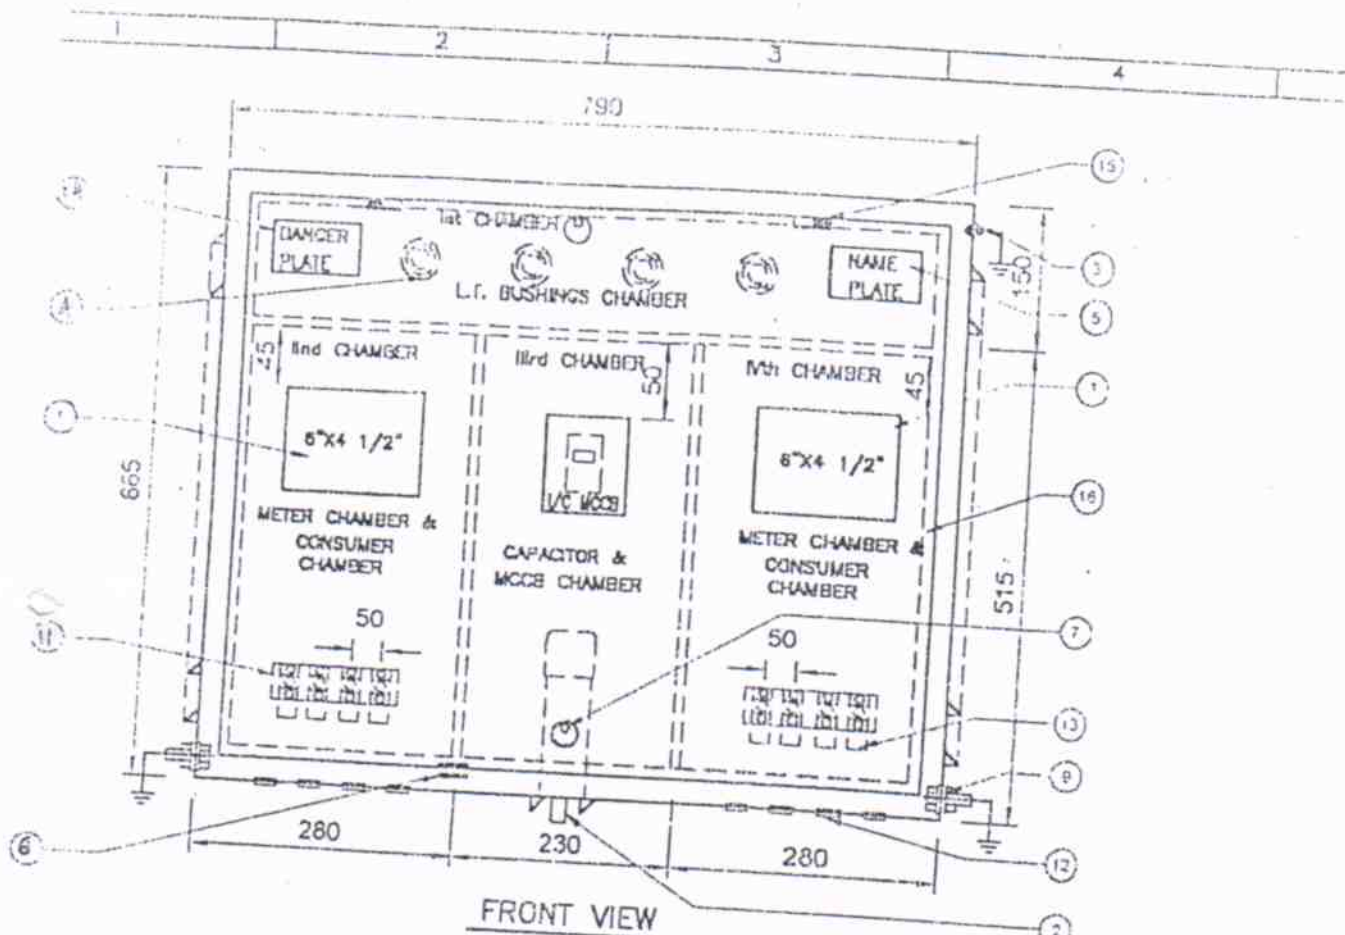 1 2 3 4
790
15
1st CHAMBER
DANGER
PLATE
NAME
PLATE
3
150
4
L.T. BUSHINGS CHAMBER
5
25
IInd CHAMBER
IIIrd CHAMBER
50
IVth CHAMBER
45
1
1
6"X4 1/2"
6"X4 1/2"
I/C MCCB
665
16
METER CHAMBER &
CONSUMER
CHAMBER
CAPACITOR &
MCCB CHAMBER
METER CHAMBER &
CONSUMER
CHAMBER
515
50
50
7
11
13
9
6
280
230
280
12
FRONT VIEW
2